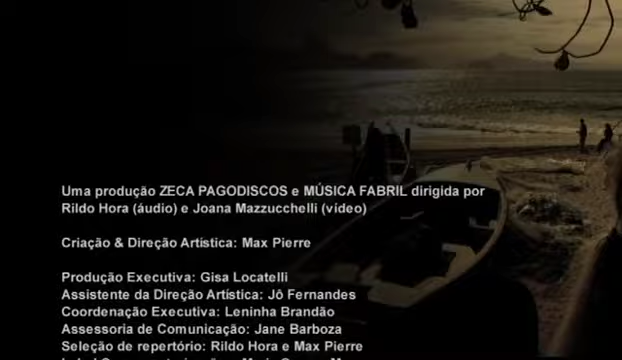 Uma produção ZECA PAGODISCOS e MÚSICA FABRIL dirigida por
Rildo Hora (áudio) e Joana Mazzucchelli (vídeo)
Criação & Direção Artística: Max Pierre
Produção Executiva: Gisa Locatelli
Assistente da Direção Artística: Jô Fernandes
Coordenação Executiva: Leninha Brandão
Assessoria de Comunicação: Jane Barboza
Seleção de repertório: Rildo Hora e Max Pierre